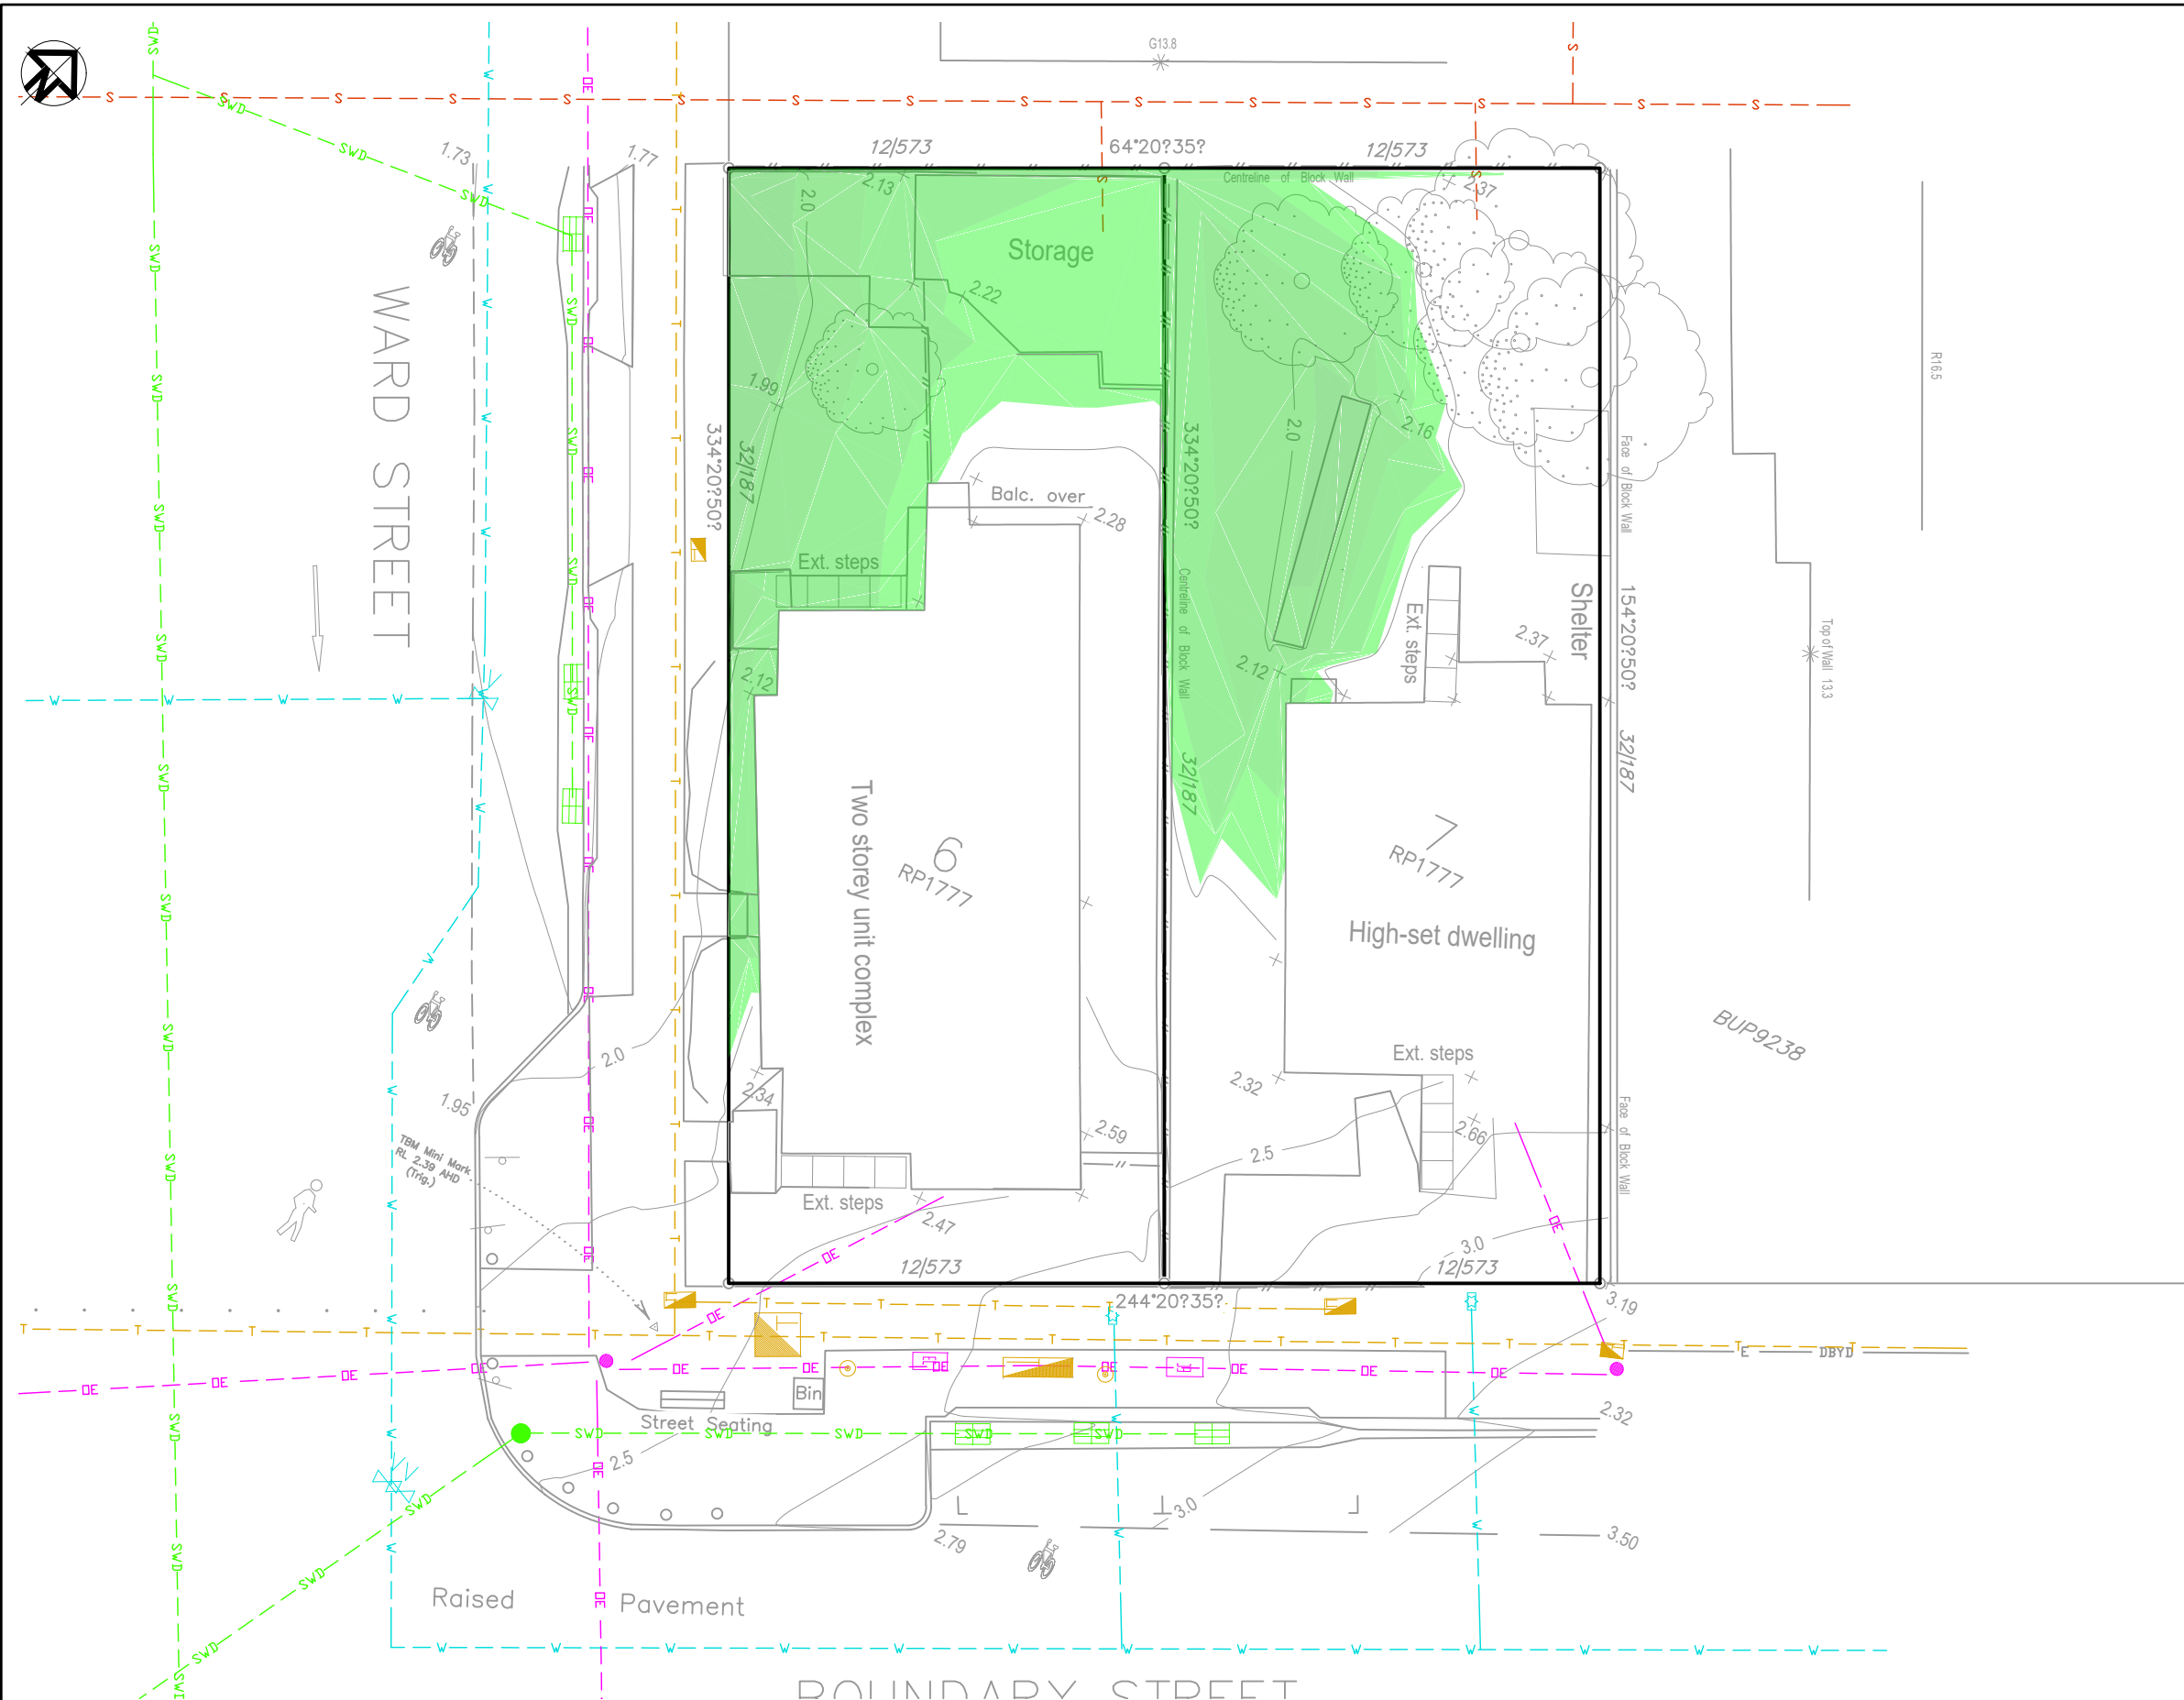 G13.8
12/573
64°20?35?
12/573
1.73
1.77
2.13
2.0
Centreline of Block Wall
2.37
Storage
2.22
WARD STREET
R16.5
1.99
334°20?50?
32/187
334°20?50?
2.0
2.16
Face of Block Wall
Balc. over
2.28
Ext. steps
Centreline of Block Wall
Ext. steps
Shelter
2.37
154°20?50?
Top of Wall 13.3
2.12
2.12
32/187
32/187
Two storey unit complex
6
RP1777
7
RP1777
High-set dwelling
BUP9238
2.0
Ext. steps
2.34
2.32
1.95
TBM Mini Mark
RL 2.39 AHD
(Trig.)
2.59
2.5
2.66
Face of Block Wall
Ext. steps
2.47
3.0
12/573
12/573
244°20?35?
3.19
E
DBYD
Bin
Street Seating
2.32
2.5
3.0
2.79
3.50
Raised Pavement
BOUNDARY STREET
S
SWD
W
OE
T